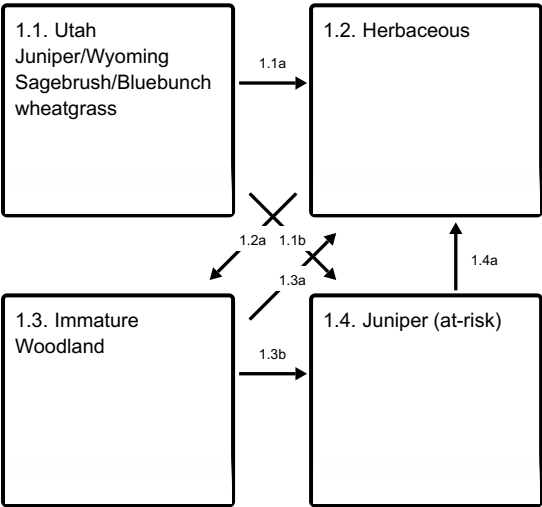 1.1. Utah
Juniper/Wyoming
Sagebrush/Bluebunch
wheatgrass
1.1a
1.2. Herbaceous
1.2a
1.1b
1.3a
1.4a
1.3. Immature
Woodland
1.3b
1.4. Juniper (at-risk)